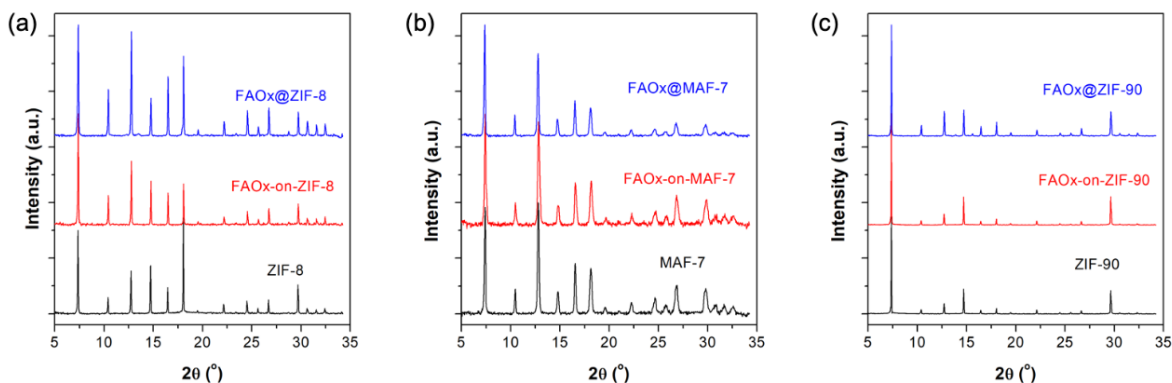 (a)
Intensity (a.u.)
FAOx@ZIF-8
FAOx-on-ZIF-8
ZIF-8
5 10 15 20 25 30 35
2θ (°)
(b)
Intensity (a.u.)
FAOx@MAF-7
FAOx-on-MAF-7
MAF-7
5 10 15 20 25 30 35
2θ (°)
(c)
Intensity (a.u.)
FAOx@ZIF-90
FAOx-on-ZIF-90
ZIF-90
5 10 15 20 25 30 35
2θ (°)